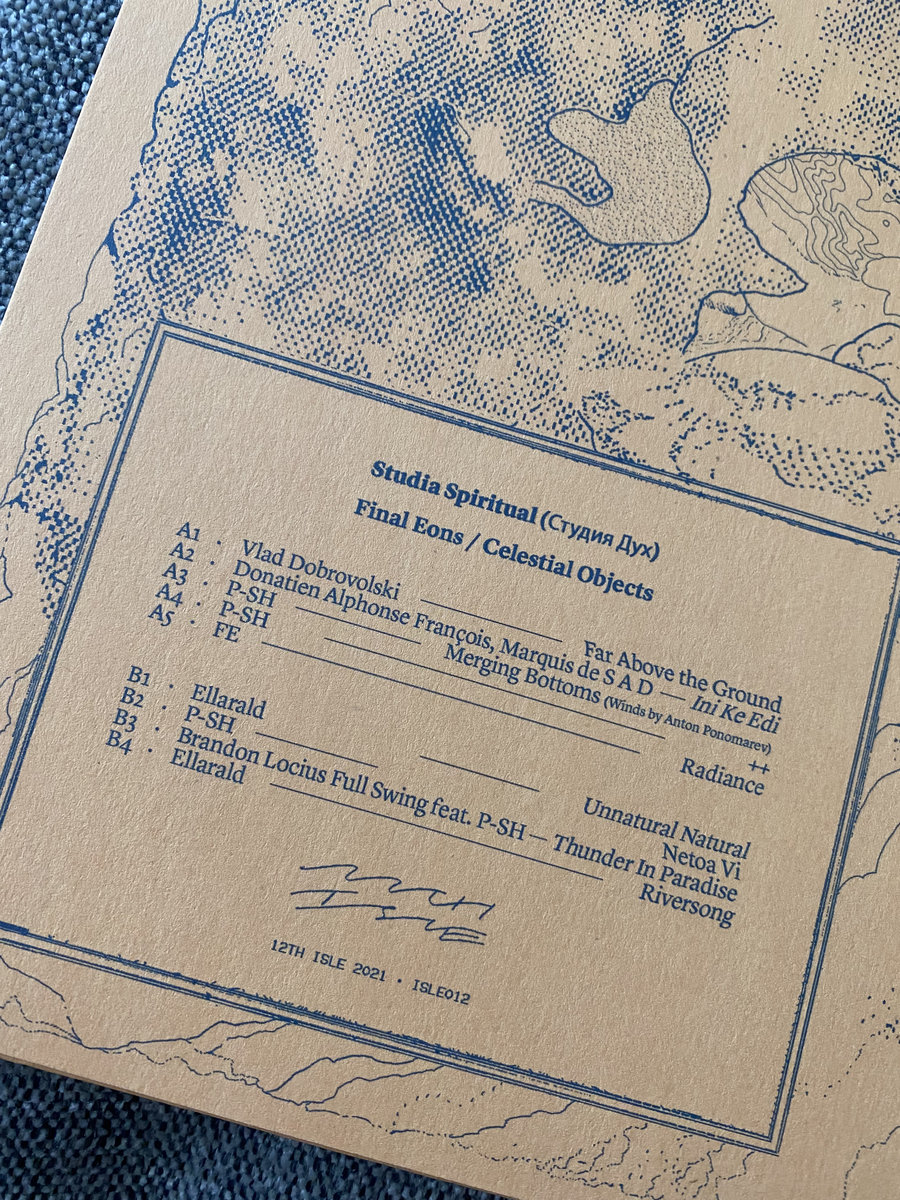 Studia Spiritual (Студия Дух)
Final Eons / Celestial Objects
A1 · Vlad Dobrovolski — Far Above the Ground
A2 · Donatien Alphonse François, Marquis de S A D — Ini Ke Edi
A3 · P-SH — Merging Bottoms (Winds by Anton Ponomarev)
A4 · P-SH — ++
A5 · FE — Radiance
B1 · Ellarald — Unnatural Natural
B2 · P-SH — Netoa Vi
B3 · Brandon Locius Full Swing feat. P-SH — Thunder In Paradise
B4 · Ellarald — Riversong
12TH ISLE
12TH ISLE 2021 · ISLE012